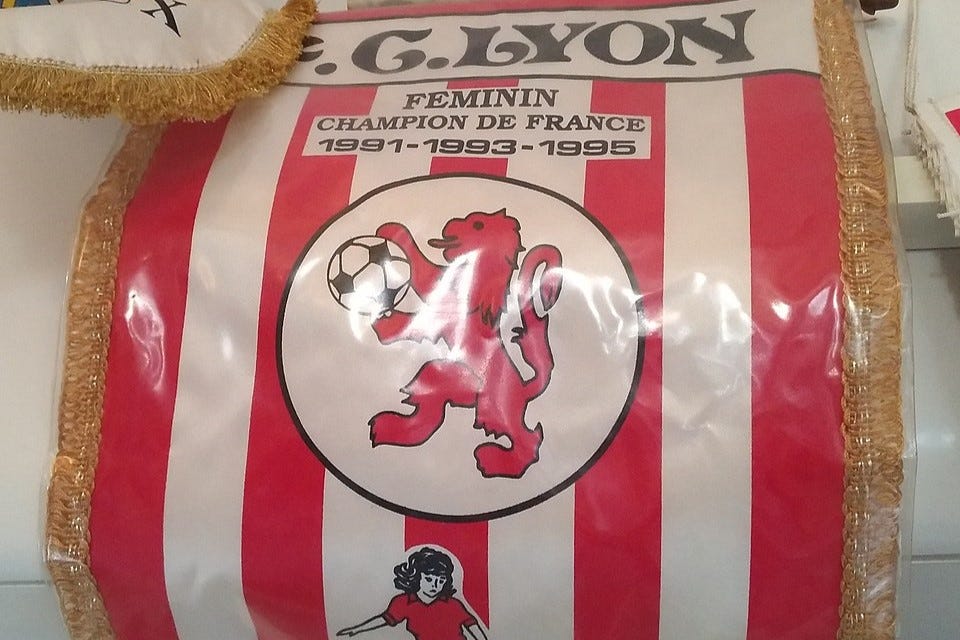 F.C.LYON
FEMININ
CHAMPION DE FRANCE
1991-1993-1995
X